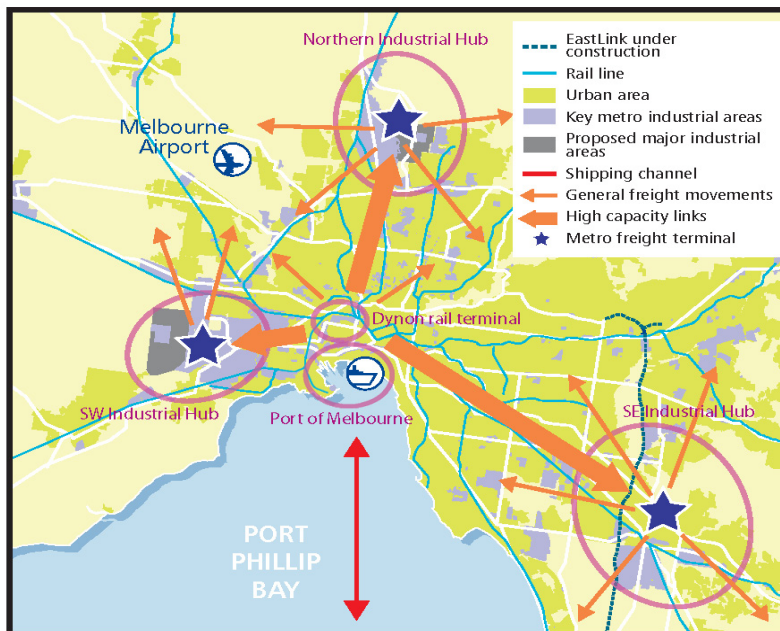 Northern Industrial Hub
Melbourne
Airport
EastLink under
construction
Rail line
Urban area
Key metro industrial areas
Proposed major industrial
areas
Shipping channel
General freight movements
High capacity links
Metro freight terminal
Dynon rail terminal
SW Industrial Hub
Port of Melbourne
SE Industrial Hub
PORT
PHILLIP
BAY